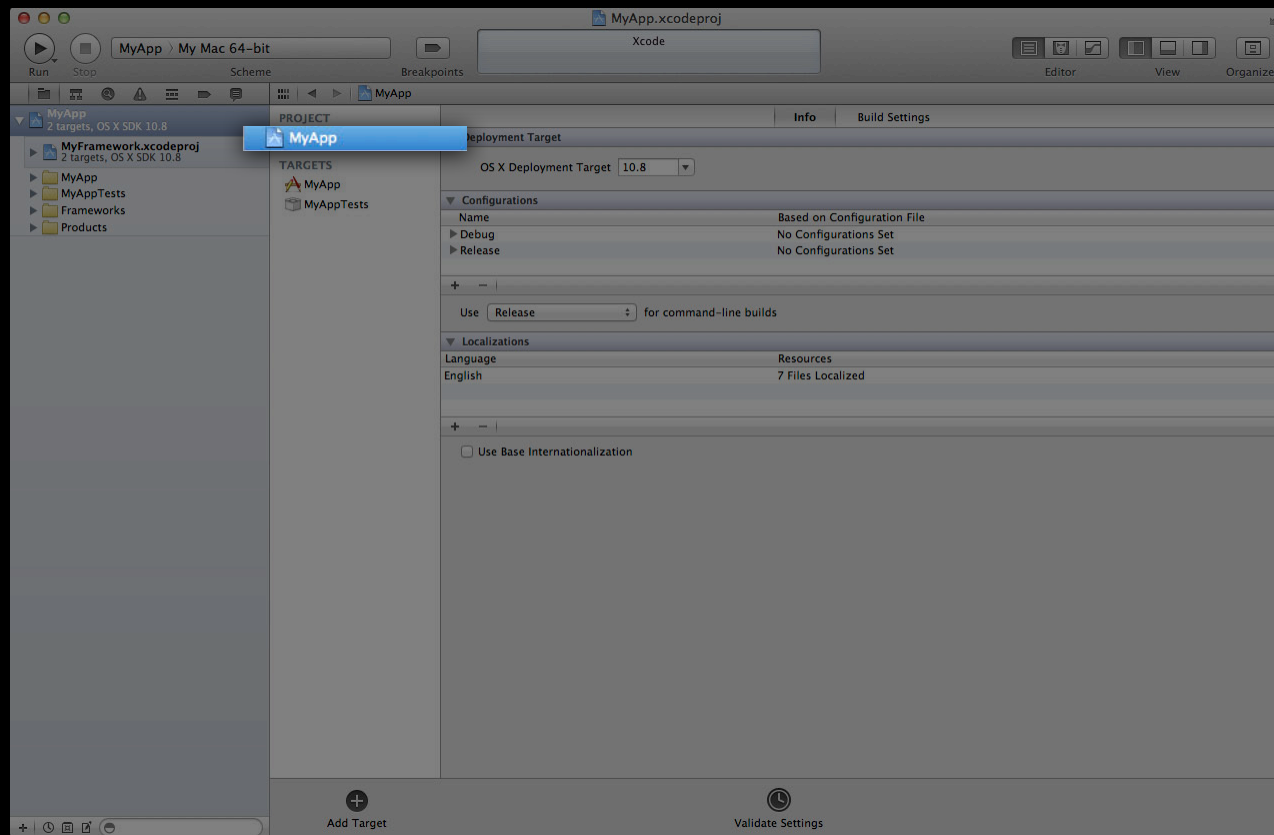 MyApp.xcodeproj
MyApp My Mac 64-bit
Xcode
Run Stop Scheme Breakpoints Editor View
MyApp
MyApp
2 targets, OS X SDK 10.8
MyFramework.xcodeproj
2 targets, OS X SDK 10.8
MyApp
MyAppTests
Frameworks
Products
PROJECT
MyApp
TARGETS
MyApp
MyAppTests
Info Build Settings
Deployment Target
OS X Deployment Target 10.8
Configurations
Name Based on Configuration File
Debug No Configurations Set
Release No Configurations Set
Use Release for command-line builds
Localizations
Language Resources
English 7 Files Localized
Use Base Internationalization
Add Target Validate Settings